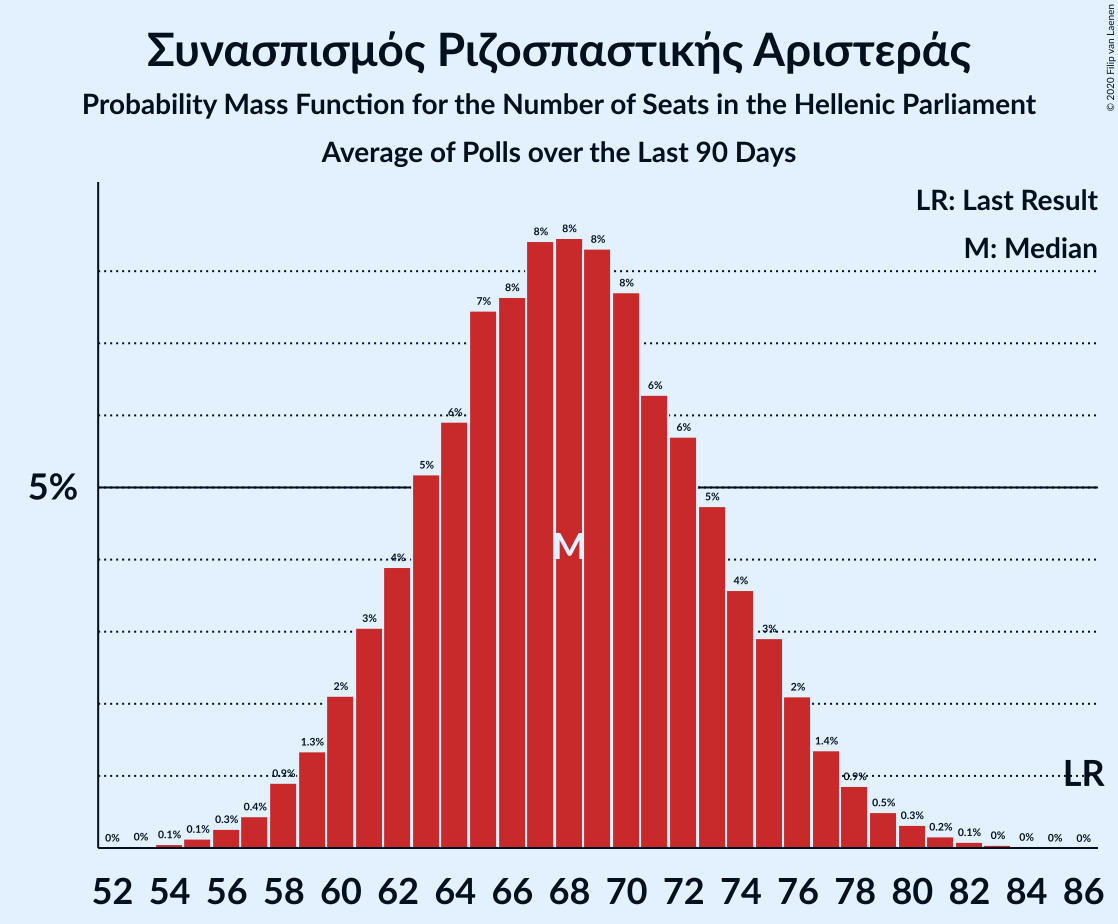 Συνασπισμός Ριζοσπαστικής Αριστεράς
Probability Mass Function for the Number of Seats in the Hellenic Parliament
Average of Polls over the Last 90 Days
© 2020 Filip van Laenen
LR: Last Result
M: Median
5%
0% 0% 0.1% 0.1% 0.3% 0.4% 0.9% 1.3% 2% 3% 4% 5% 6% 7% 8% 8% 8% 8% 8% 6% 6% 5% 4% 3% 2% 1.4% 0.9% 0.5% 0.3% 0.2% 0.1% 0% 0% 0% 0%
M
LR
52 54 56 58 60 62 64 66 68 70 72 74 76 78 80 82 84 86